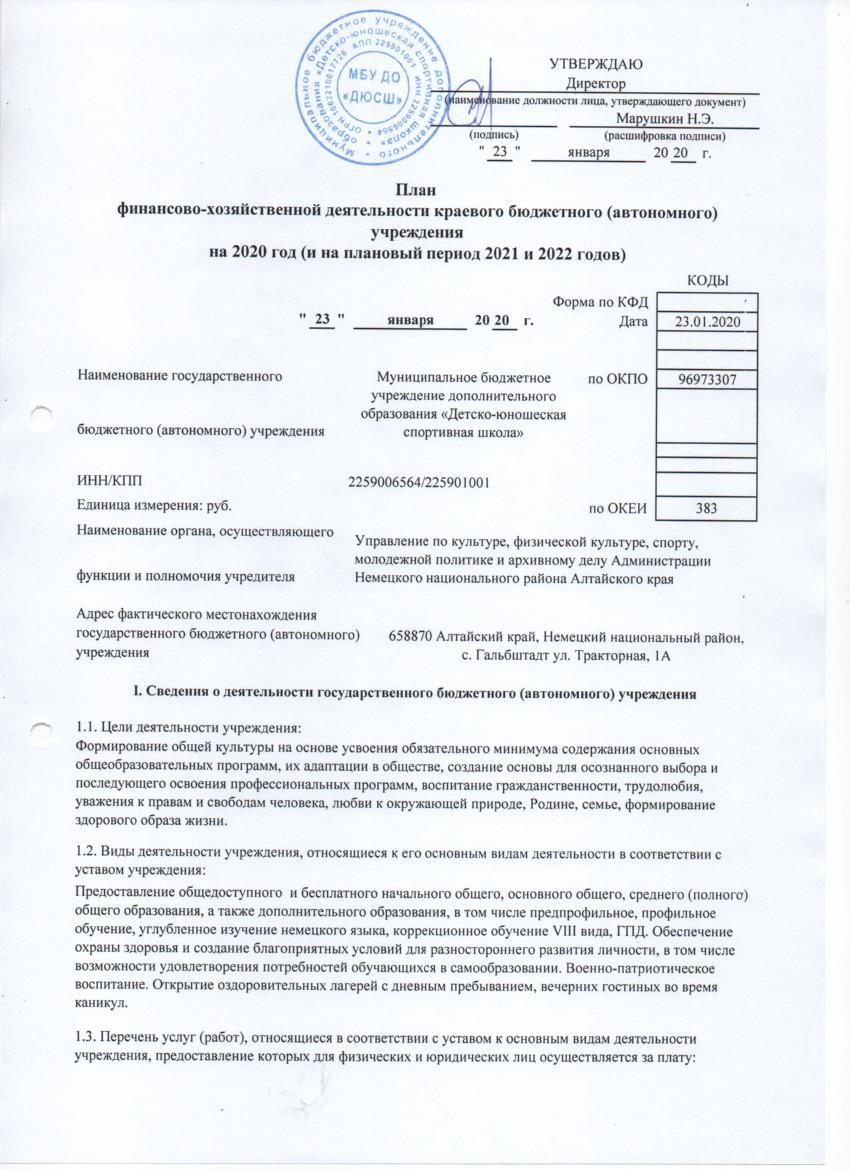 УТВЕРЖДАЮ
Директор
(наименование должности лица, утверждающего документ)
Марушкин Н.Э.
(подпись) (расшифровка подписи)
" 23 " января 20 20 г.
МБУ ДО
«ДЮСШ»
План
финансово-хозяйственной деятельности краевого бюджетного (автономного)
учреждения
на 2020 год (и на плановый период 2021 и 2022 годов)
КОДЫ
Форма по КФД
" 23 " января 20 20 г. Дата 23.01.2020
Наименование государственного Муниципальное бюджетное по ОКПО 96973307
учреждение дополнительного
образования «Детско-юношеская
бюджетного (автономного) учреждения спортивная школа»
ИНН/КПП 2259006564/225901001
Единица измерения: руб. по ОКЕИ 383
Наименование органа, осуществляющего
Управление по культуре, физической культуре, спорту,
молодежной политике и архивному делу Администрации
функции и полномочия учредителя Немецкого национального района Алтайского края
Адрес фактического местонахождения
государственного бюджетного (автономного) 658870 Алтайский край, Немецкий национальный район,
учреждения с. Гальбштадт ул. Тракторная, 1А
I. Сведения о деятельности государственного бюджетного (автономного) учреждения
1.1. Цели деятельности учреждения:
Формирование общей культуры на основе усвоения обязательного минимума содержания основных
общеобразовательных программ, их адаптации в обществе, создание основы для осознанного выбора и
последующего освоения профессиональных программ, воспитание гражданственности, трудолюбия,
уважения к правам и свободам человека, любви к окружающей природе, Родине, семье, формирование
здорового образа жизни.
1.2. Виды деятельности учреждения, относящиеся к его основным видам деятельности в соответствии с
уставом учреждения:
Предоставление общедоступного и бесплатного начального общего, основного общего, среднего (полного)
общего образования, а также дополнительного образования, в том числе предпрофильное, профильное
обучение, углубленное изучение немецкого языка, коррекционное обучение VIII вида, ГПД. Обеспечение
охраны здоровья и создание благоприятных условий для разностороннего развития личности, в том числе
возможности удовлетворения потребностей обучающихся в самообразовании. Военно-патриотическое
воспитание. Открытие оздоровительных лагерей с дневным пребыванием, вечерних гостиных во время
каникул.
1.3. Перечень услуг (работ), относящиеся в соответствии с уставом к основным видам деятельности
учреждения, предоставление которых для физических и юридических лиц осуществляется за плату: